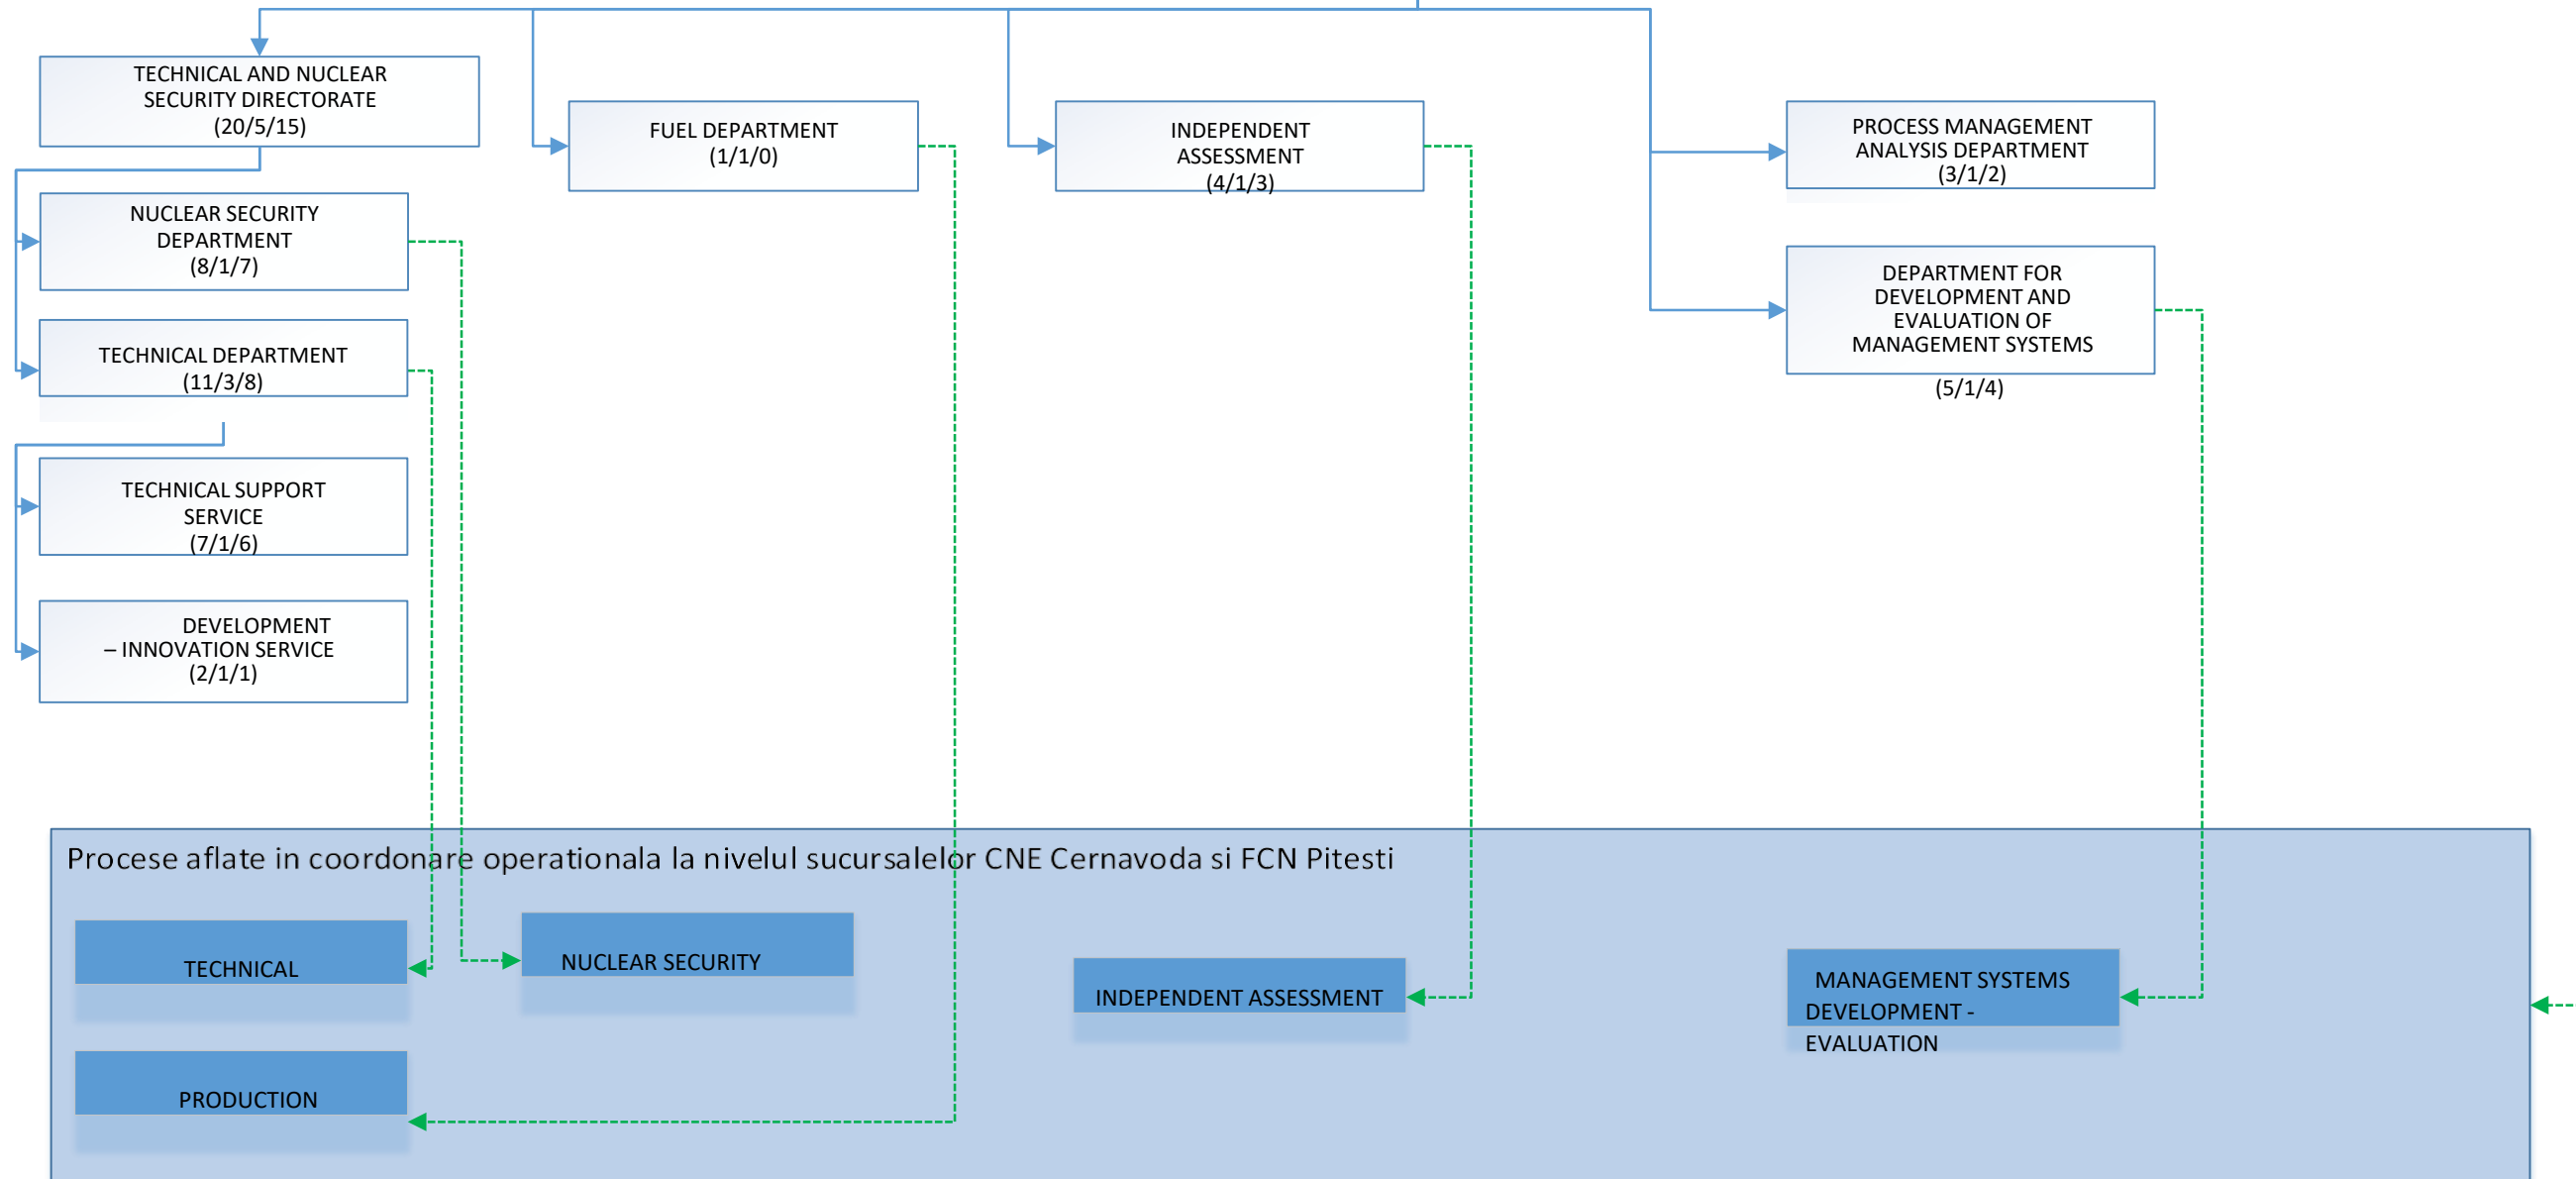 TECHNICAL AND NUCLEAR
SECURITY DIRECTORATE
(20/5/15)
FUEL DEPARTMENT
(1/1/0)
INDEPENDENT
ASSESSMENT
(4/1/3)
PROCESS MANAGEMENT
ANALYSIS DEPARTMENT
(3/1/2)
NUCLEAR SECURITY
DEPARTMENT
(8/1/7)
DEPARTMENT FOR
DEVELOPMENT AND
EVALUATION OF
MANAGEMENT SYSTEMS
(5/1/4)
TECHNICAL DEPARTMENT
(11/3/8)
TECHNICAL SUPPORT
SERVICE
(7/1/6)
DEVELOPMENT
– INNOVATION SERVICE
(2/1/1)
Procese aflate in coordonare operationala la nivelul sucursalelor CNE Cernavoda si FCN Pitesti
TECHNICAL
NUCLEAR SECURITY
INDEPENDENT ASSESSMENT
MANAGEMENT SYSTEMS
DEVELOPMENT -
EVALUATION
PRODUCTION